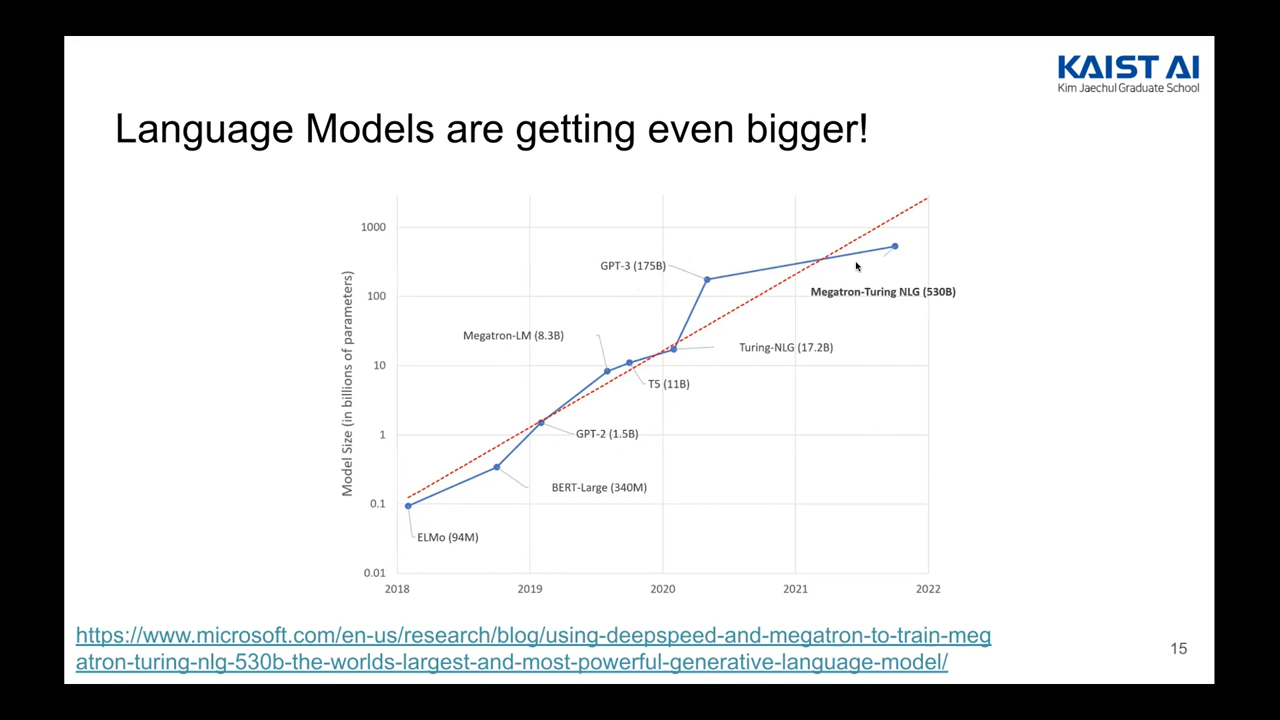 KAIST AI
Kim Jaechul Graduate School
Language Models are getting even bigger!
Model Size (in billions of parameters)
1000
100
10
1
0.1
0.01
2018
2019
2020
2021
2022
GPT-3 (175B)
Megatron-Turing NLG (530B)
Megatron-LM (8.3B)
Turing-NLG (17.2B)
T5 (11B)
GPT-2 (1.5B)
BERT-Large (340M)
ELMo (94M)
https://www.microsoft.com/en-us/research/blog/using-deepspeed-and-megatron-to-train-meg
atron-turing-nlg-530b-the-worlds-largest-and-most-powerful-generative-language-model/
15